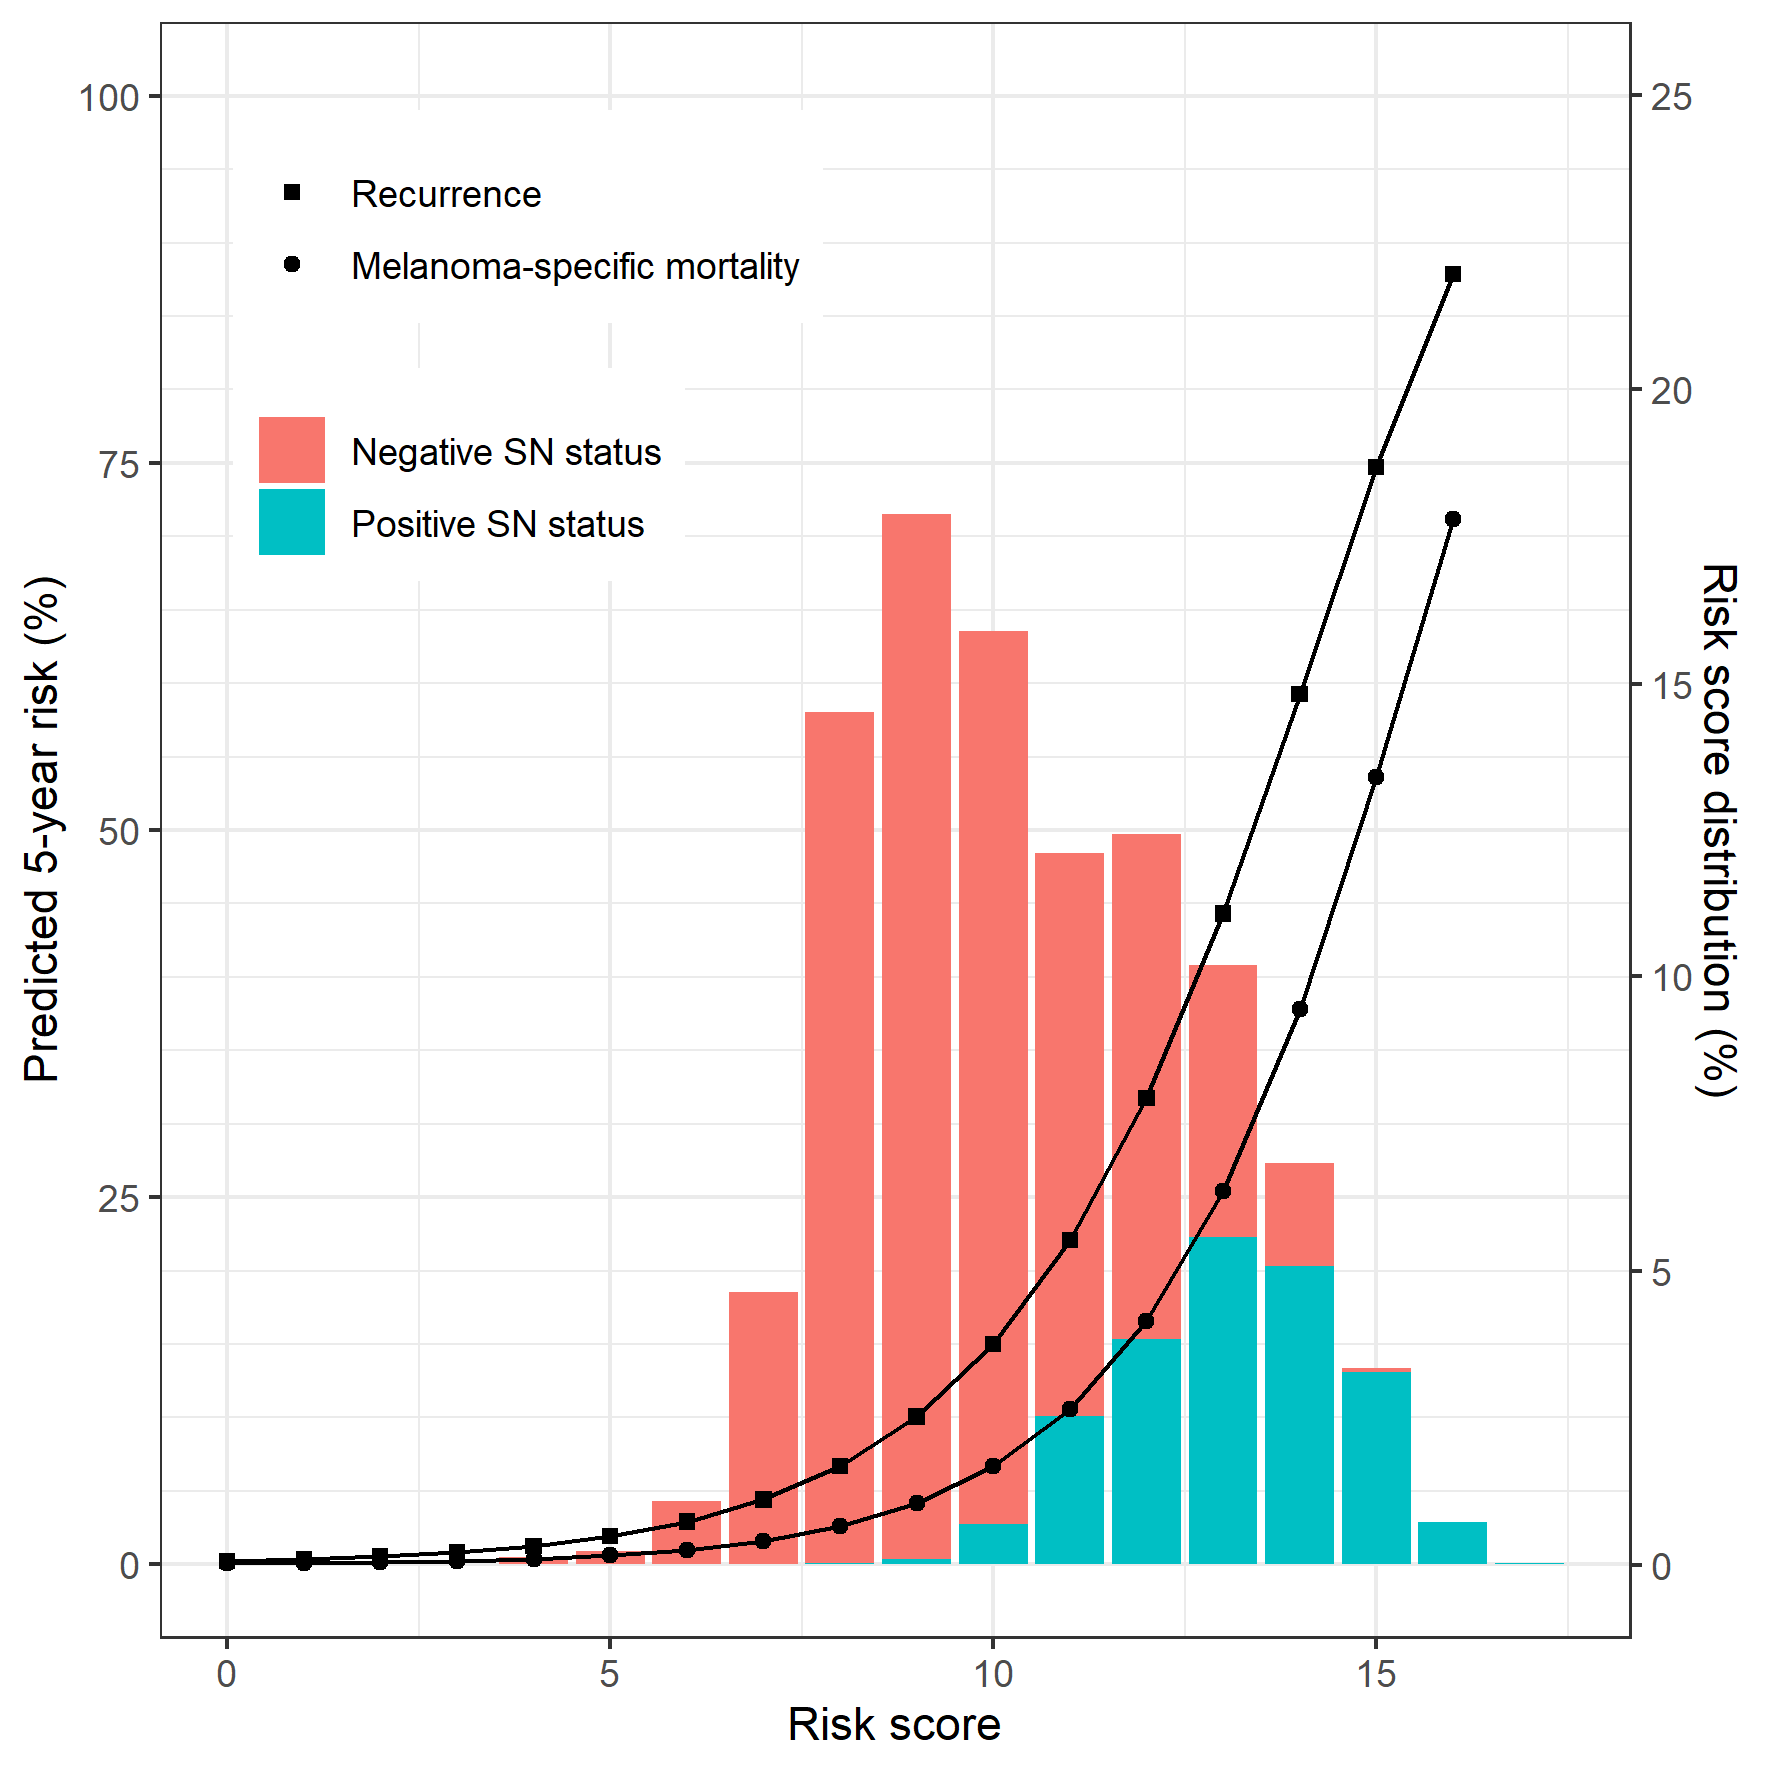 Recurrence
Melanoma-specific mortality
Negative SN status
Positive SN status
Predicted 5-year risk (%)
100
75
50
25
0
Risk score distribution (%)
25
20
15
10
5
0
0 5 10 15
Risk score